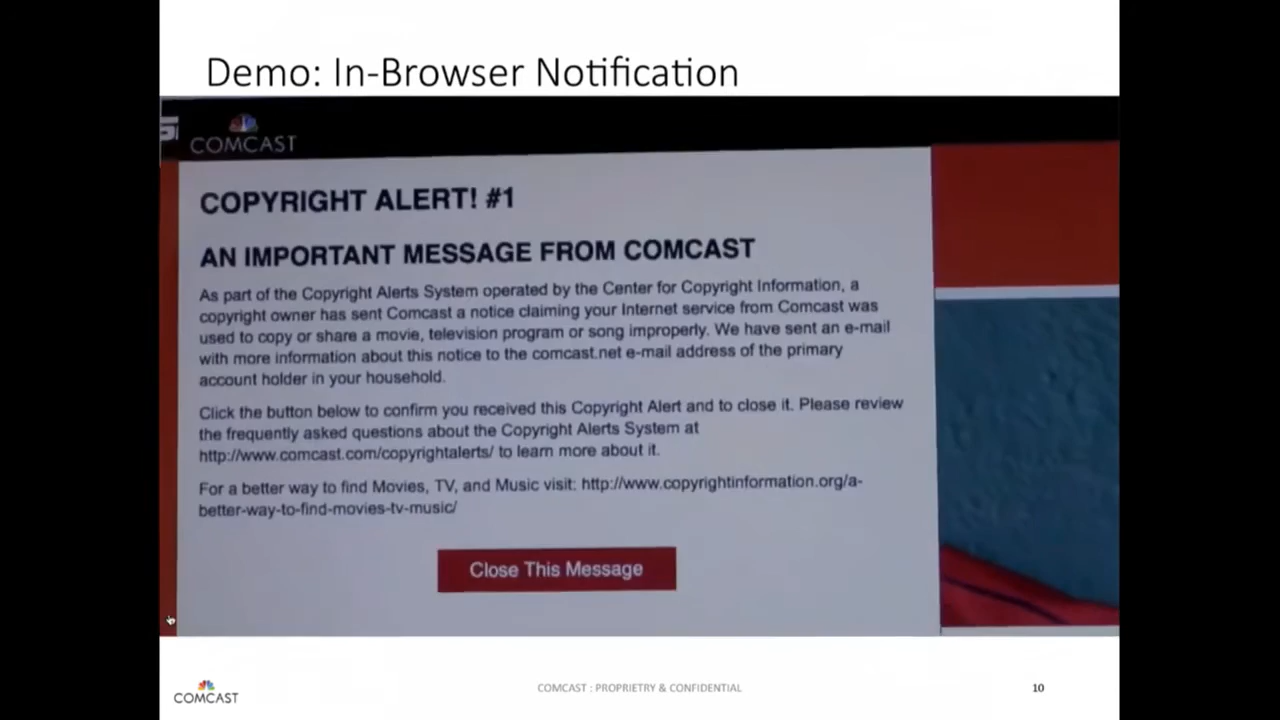 Demo: In-Browser Notification
COMCAST
COPYRIGHT ALERT! #1
AN IMPORTANT MESSAGE FROM COMCAST
As part of the Copyright Alerts System operated by the Center for Copyright Information, a
copyright owner has sent Comcast a notice claiming your Internet service from Comcast was
used to copy or share a movie, television program or song improperly. We have sent an e-mail
with more information about this notice to the comcast.net e-mail address of the primary
account holder in your household.
Click the button below to confirm you received this Copyright Alert and to close it. Please review
the frequently asked questions about the Copyright Alerts System at
http://www.comcast.com/copyrightalerts/ to learn more about it.
For a better way to find Movies, TV, and Music visit: http://www.copyrightinformation.org/a-
better-way-to-find-movies-tv-music/
Close This Message
COMCAST
COMCAST : PROPRIETRY & CONFIDENTIAL
10